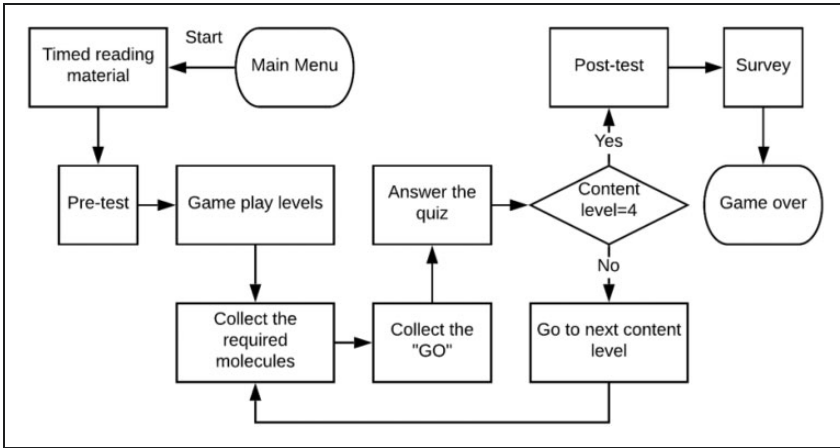 Start
Main Menu
Timed reading
material
Pre-test
Game play levels
Collect the
required
molecules
Collect the
"GO"
Answer the
quiz
Content
level=4
Yes
Post-test
Survey
Game over
No
Go to next content
level